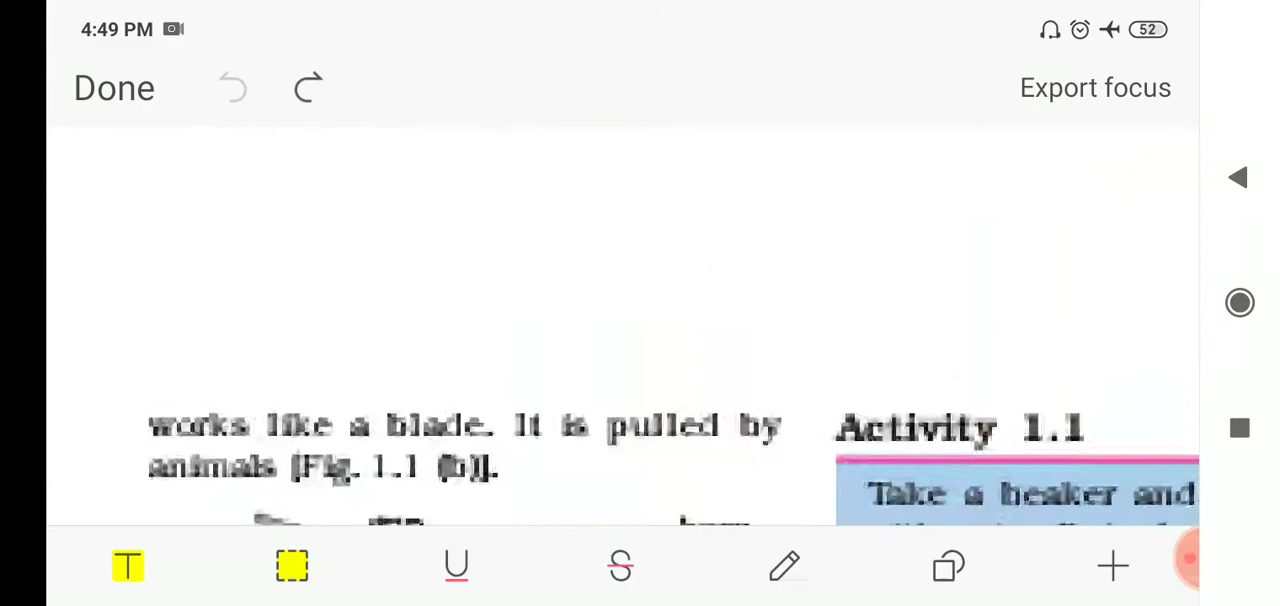 4:49 PM
52
Done
Export focus
works like a blade. It is pulled by
animals [Fig. 1.1 (b)].
Activity 1.1
Take a beaker and
T
U
S